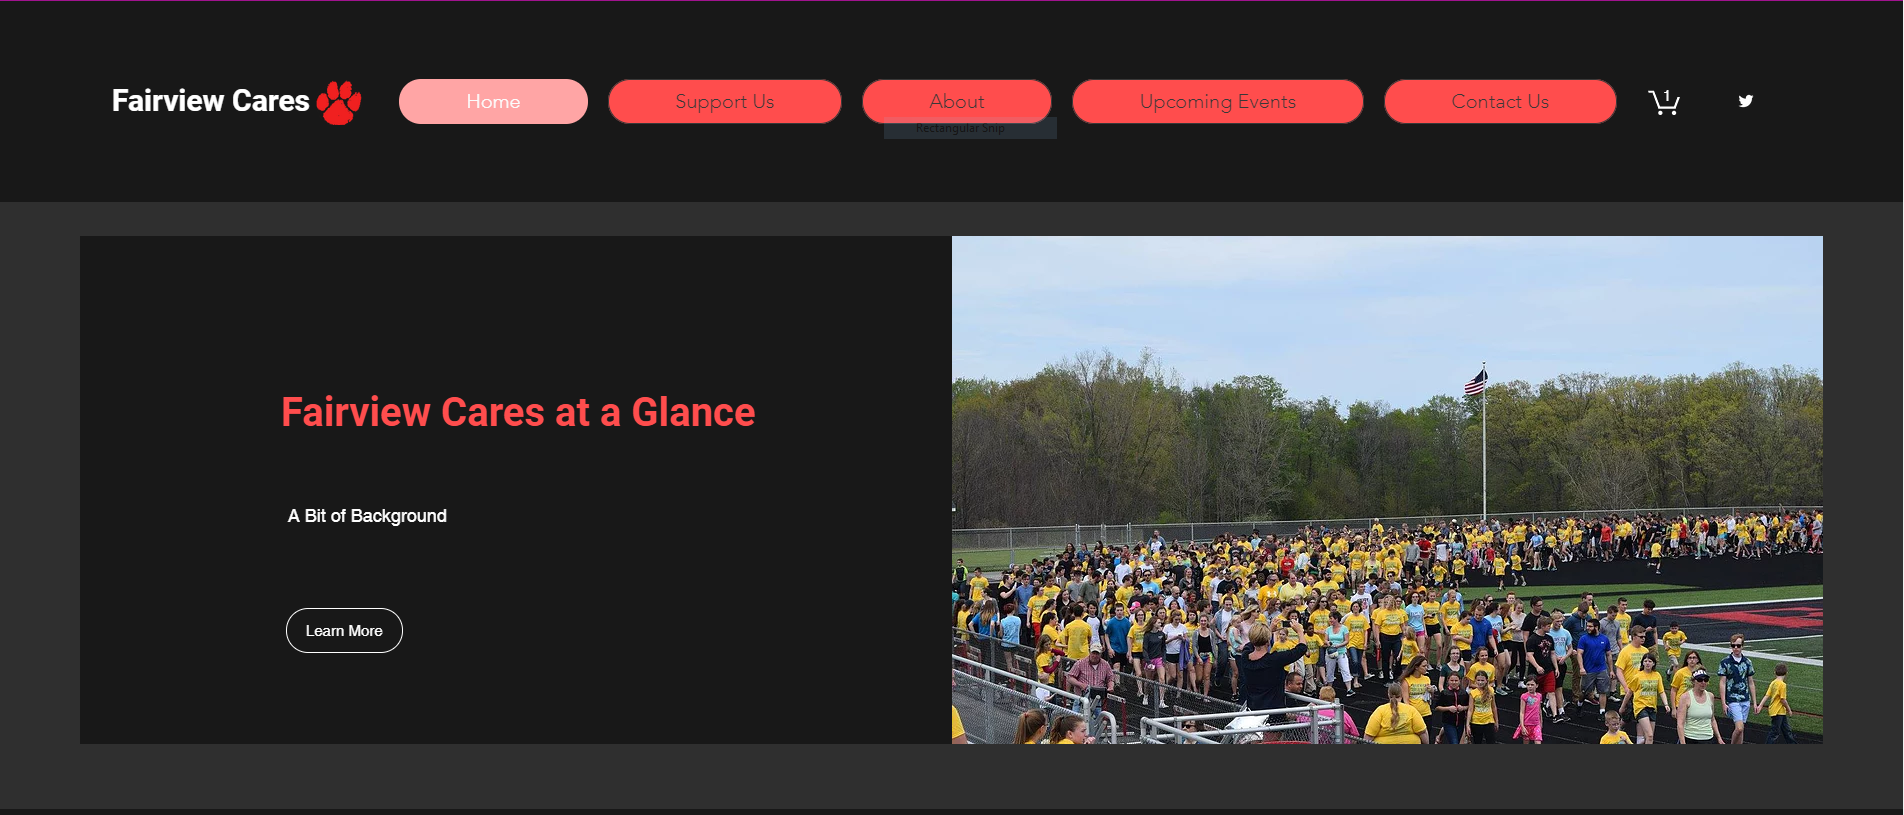 Fairview Cares
Home
Support Us
About
Upcoming Events
Contact Us
1
Rectangular Snip
Fairview Cares at a Glance
A Bit of Background
Learn More